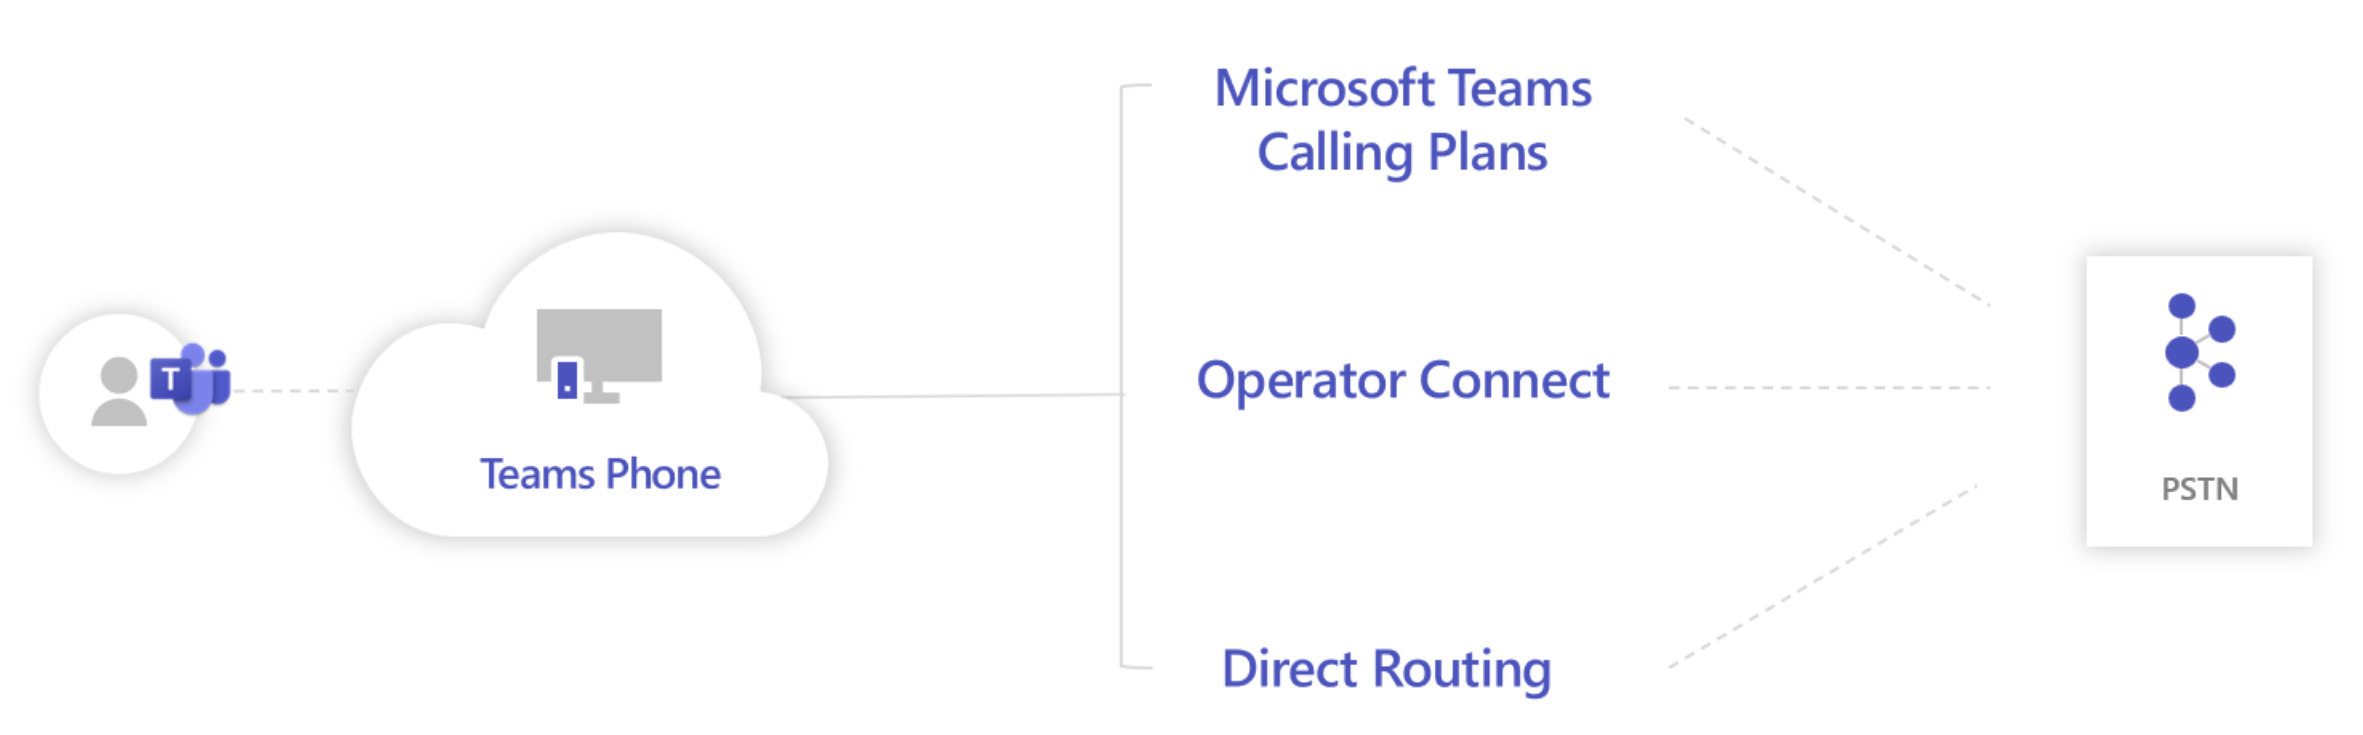 Microsoft Teams
Calling Plans
T
Teams Phone
Operator Connect
PSTN
Direct Routing